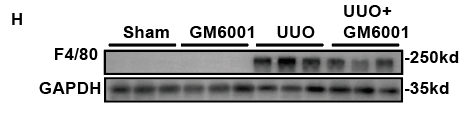 H
Sham GM6001 UUO UUO+
GM6001
F4/80 -250kd
GAPDH -35kd